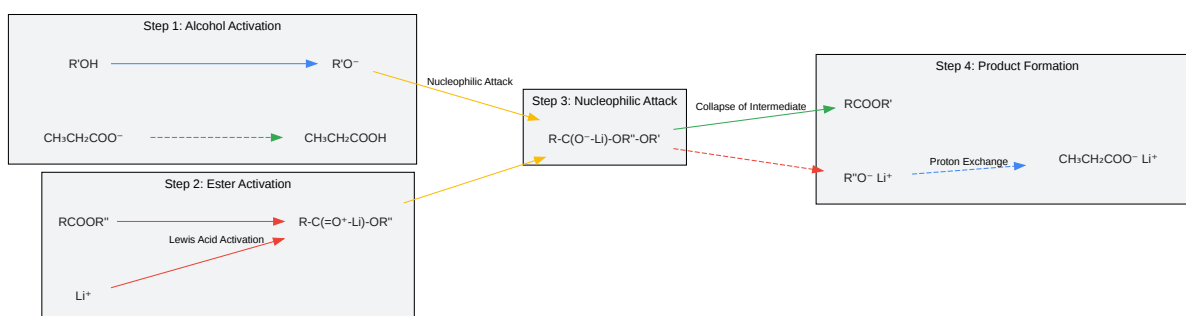 Step 1: Alcohol Activation
R'OH
R'O⁻
CH₃CH₂COO⁻
CH₃CH₂COOH
Step 2: Ester Activation
RCOOR"
R-C(=O⁺-Li)-OR"
Lewis Acid Activation
Li⁺
Nucleophilic Attack
Step 3: Nucleophilic Attack
R-C(O⁻-Li)-OR"-OR'
Collapse of Intermediate
Step 4: Product Formation
RCOOR'
R"O⁻ Li⁺
Proton Exchange
CH₃CH₂COO⁻ Li⁺